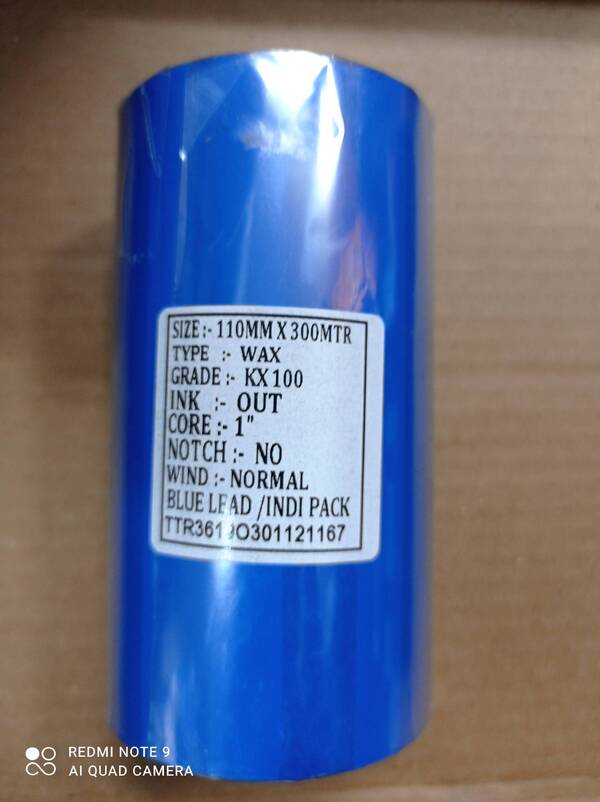 SIZE:- 110MM X 300MTR
TYPE :- WAX
GRADE:- KX100
INK :- OUT
CORE:- 1"
NOTCH:- NO
WIND:-NORMAL
BLUE LEAD /INDI PACK
TTR3619O301121167
REDMI NOTE 9
AI QUAD CAMERA